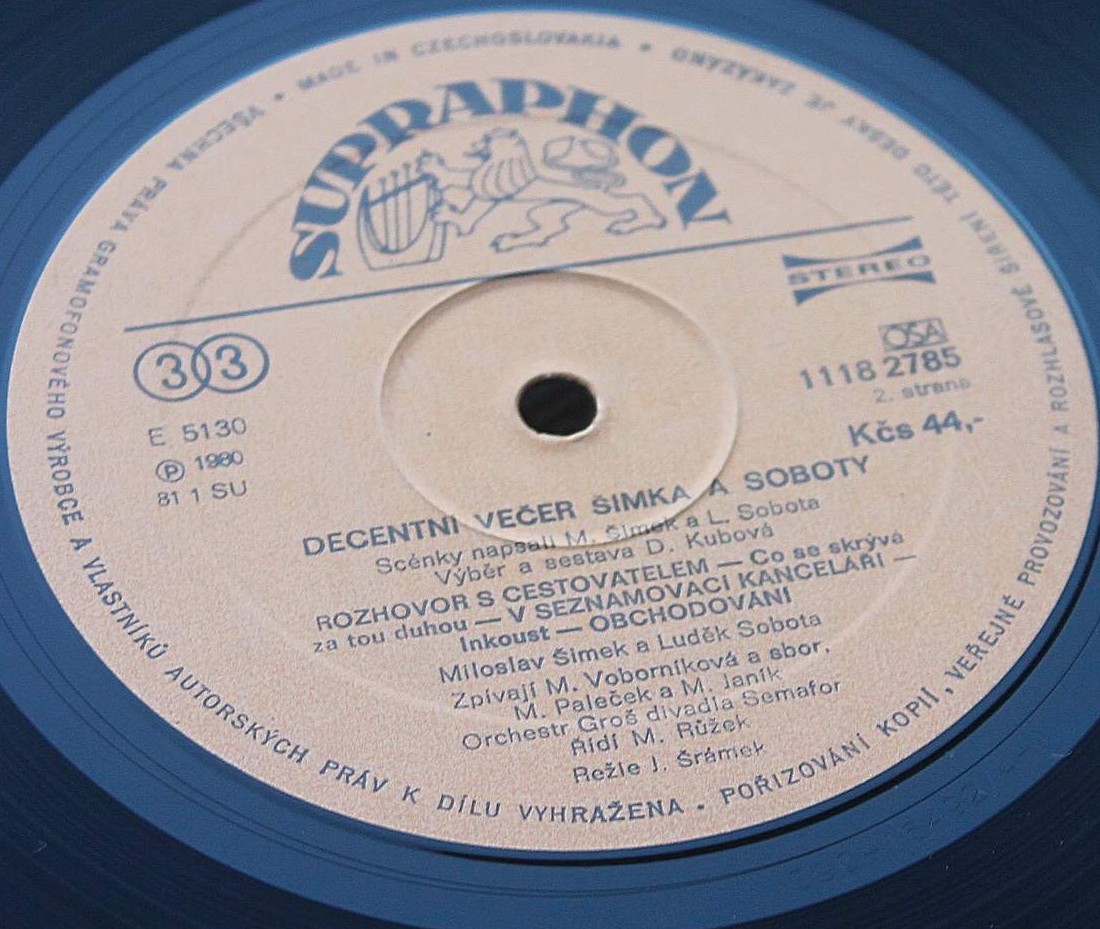 VŠECHNA PRÁVA GRAMOFONOVÉHO VÝROBCE A VLASTNÍKŮ AUTORSKÝCH PRÁV K DÍLU VYHRAŽENA • POŘIZOVÁNÍ KOPIÍ, VEŘEJNÉ PROVOZOVÁNÍ A ROZHLASOVÉ ŠÍŘENÍ TÉTO DESKY JE ZAKÁZÁNO • MADE IN CZECHOSLOVAKIA •
SUPRAPHON
STEREO
33
OSA
1118 2785
2. strana
Kčs 44,-
E 5130
Ⓟ 1980
81 1 SU
DECENTNÍ VEČER ŠIMKA A SOBOTY
Scénky napsali M. Šimek a L. Sobota
Výběr a sestava D. Kubová
ROZHOVOR S CESTOVATELEM — Co se skrývá
za tou duhou — V SEZNAMOVACÍ KANCELÁŘI —
Inkoust — OBCHODOVÁNÍ
Miloslav Šimek a Luděk Sobota
Zpívají M. Voborníková a sbor,
M. Paleček a M. Janík
Orchestr Groš divadla Semafor
Řídí M. Růžek
Režie J. Šrámek